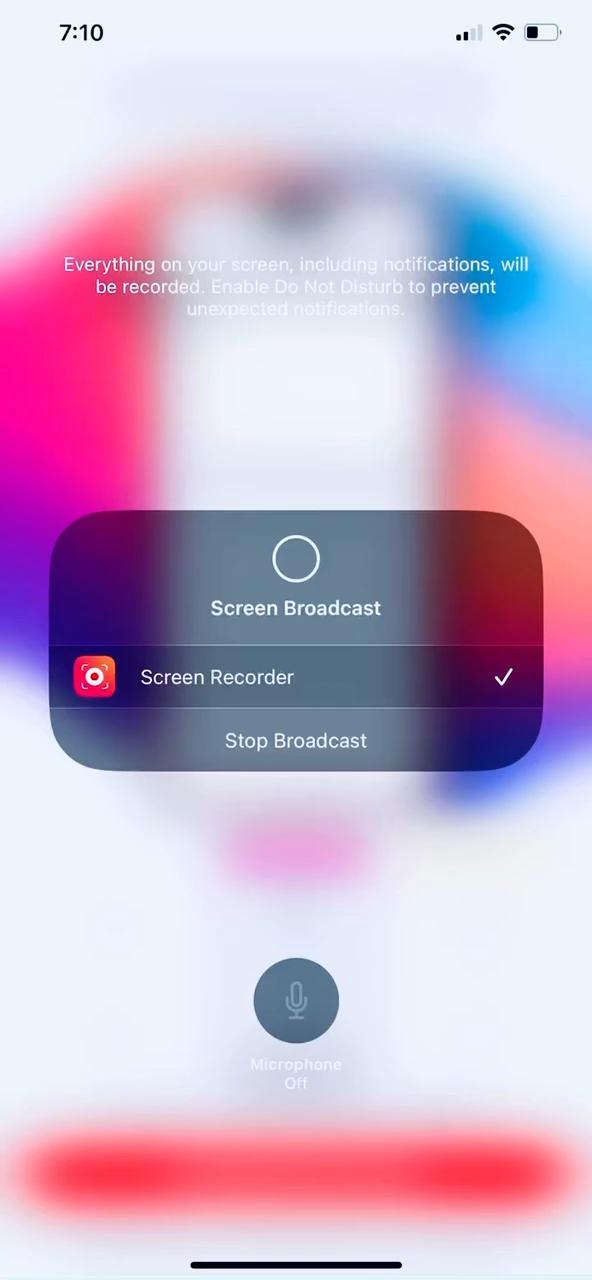 7:10
Everything on your screen, including notifications, will
be recorded. Enable Do Not Disturb to prevent
unexpected notifications.
Screen Broadcast
Screen Recorder
Stop Broadcast
Microphone
Off